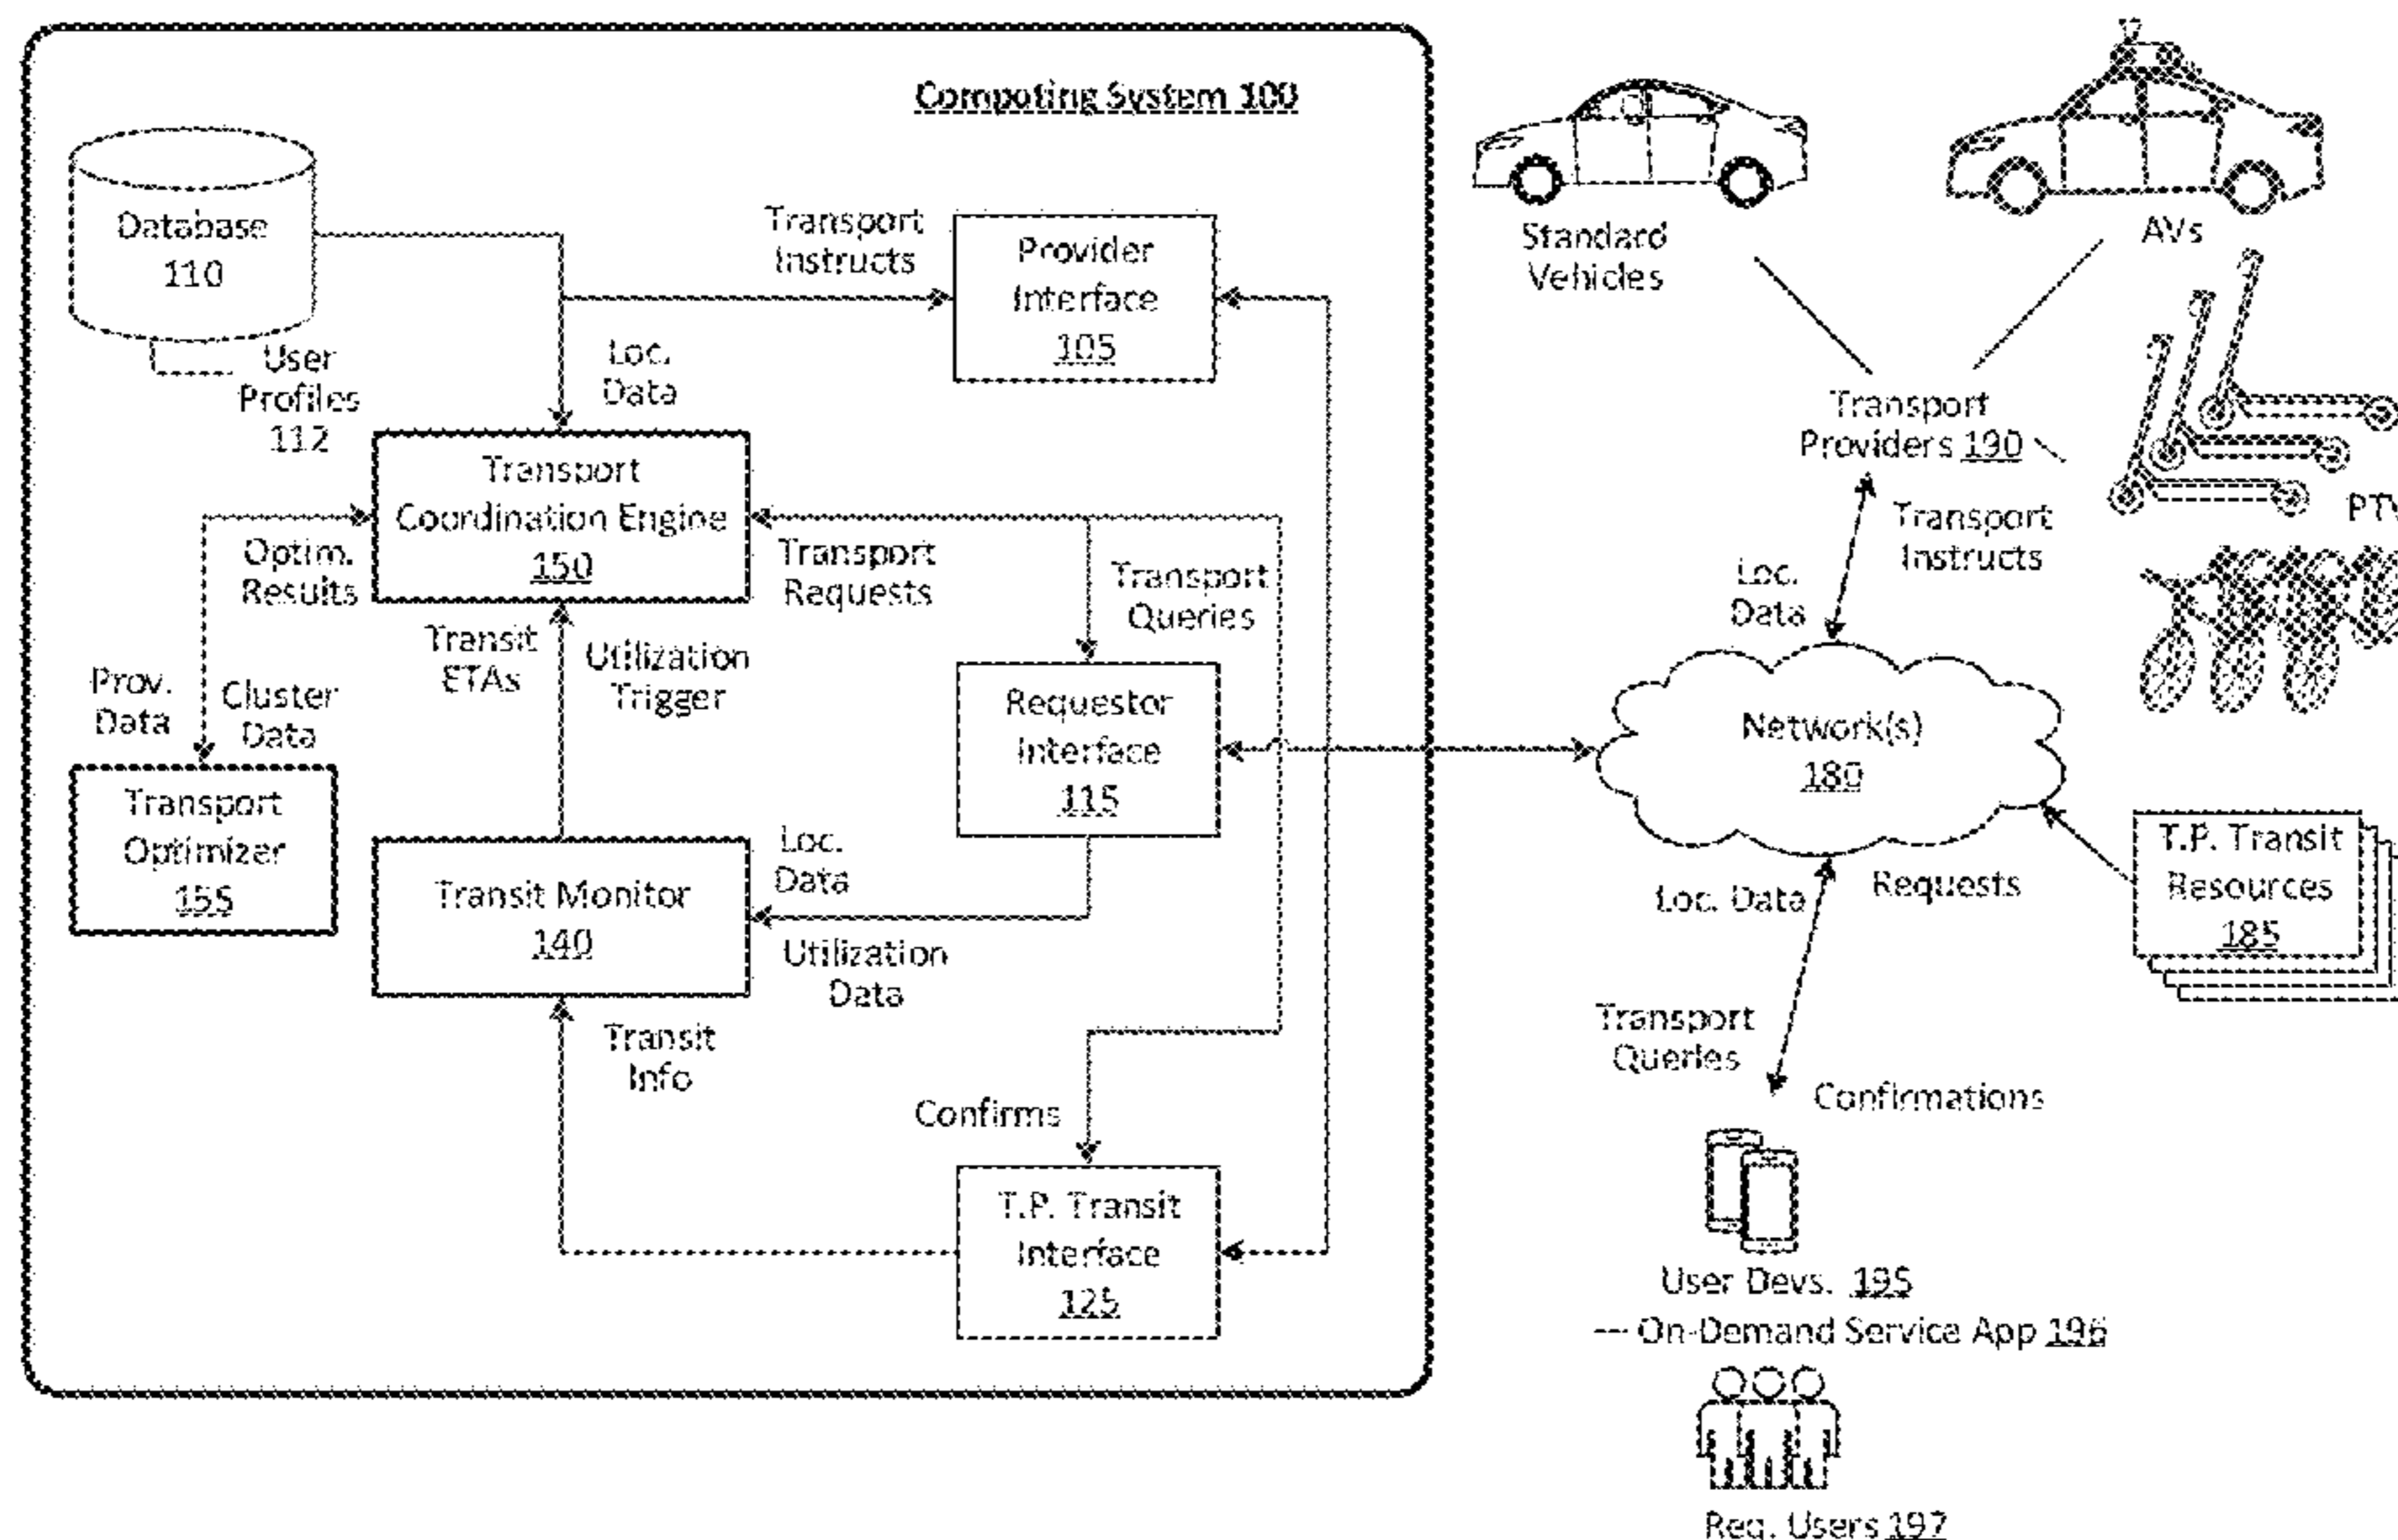 Computing System 100
Database
110
User
Profiles
112
Transport
Instructs
Loc.
Data
Provider
Interface
105
Transport
Coordination Engine
150
Optim.
Results
Transport
Requests
Transport
Queries
Transit
ETAs
Utilization
Trigger
Prov.
Data
Cluster
Data
Requestor
Interface
115
Transport
Optimizer
155
Transit Monitor
140
Loc.
Data
Utilization
Data
Transit
Info
Confirms
T.P. Transit
Interface
125
Standard
Vehicles
AVs
Transport
Providers 190
Transport
Instructs
PTV
Loc.
Data
Network(s)
180
T.P. Transit
Resources
185
Loc. Data
Requests
Transport
Queries
Confirmations
User Devs. 195
On-Demand Service App 196
Req. Users 197